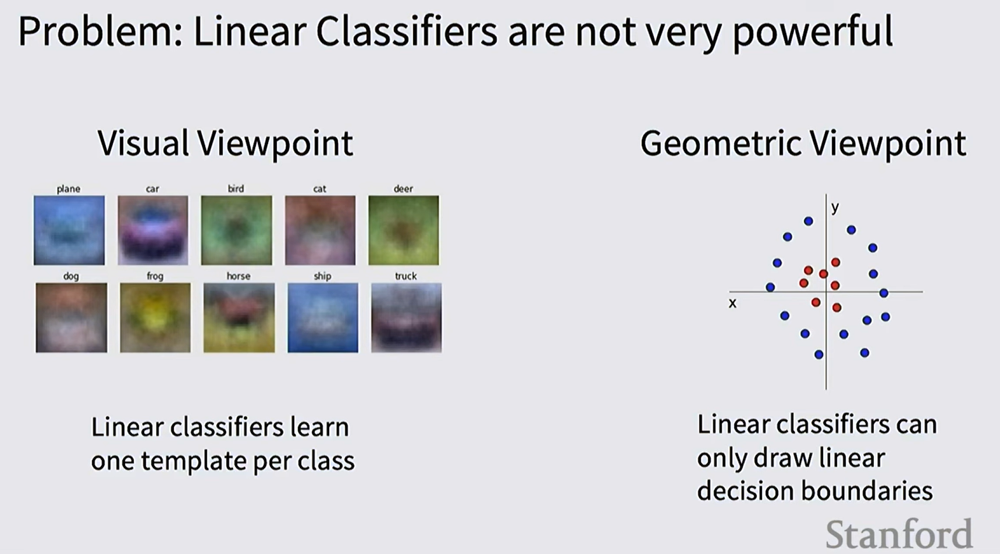 Problem: Linear Classifiers are not very powerful
Visual Viewpoint
plane car bird cat deer
dog frog horse ship truck
Linear classifiers learn
one template per class
Geometric Viewpoint
y
x
Linear classifiers can
only draw linear
decision boundaries
Stanford